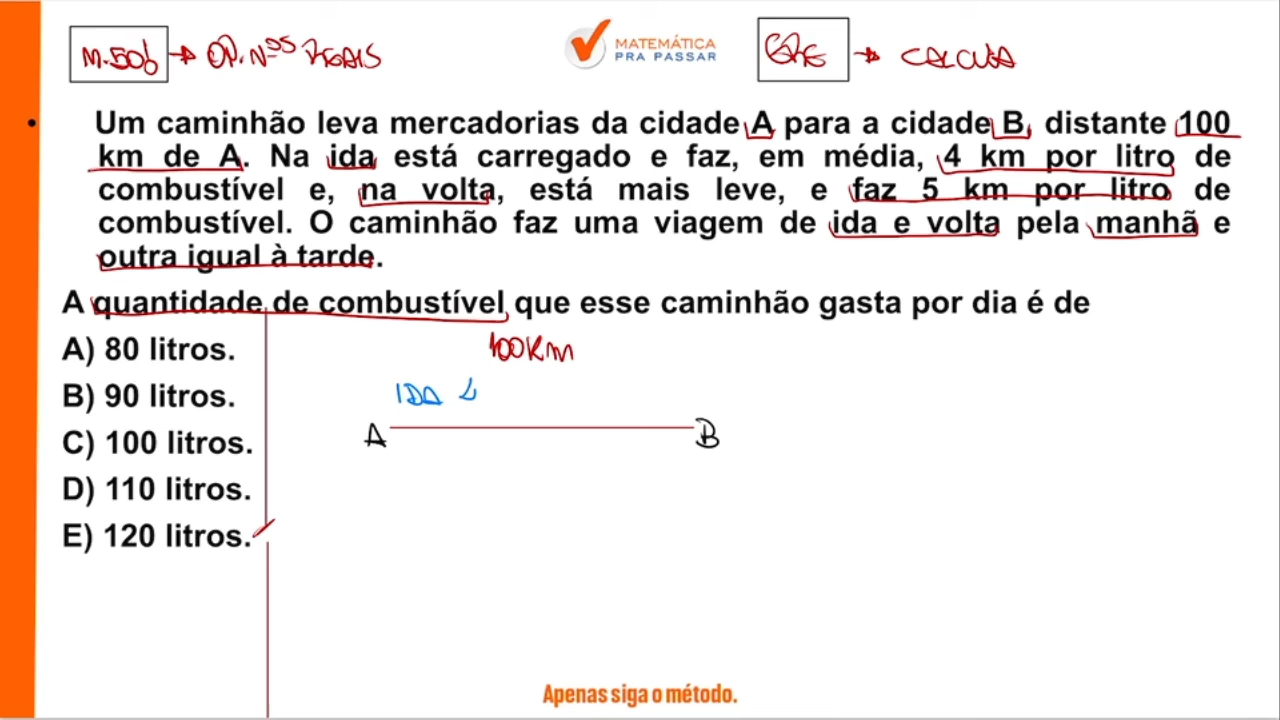 M.50% → OP. Nºs REAIS
MATEMÁTICA
PRA PASSAR
→ CALCULA
• Um caminhão leva mercadorias da cidade A para a cidade B, distante 100
km de A. Na ida está carregado e faz, em média, 4 km por litro de
combustível e, na volta, está mais leve, e faz 5 km por litro de
combustível. O caminhão faz uma viagem de ida e volta pela manhã e
outra igual à tarde.
A quantidade de combustível que esse caminhão gasta por dia é de
A) 80 litros.
B) 90 litros.
C) 100 litros.
D) 110 litros.
E) 120 litros.
100 Km
IDA
A B
Apenas siga o método.